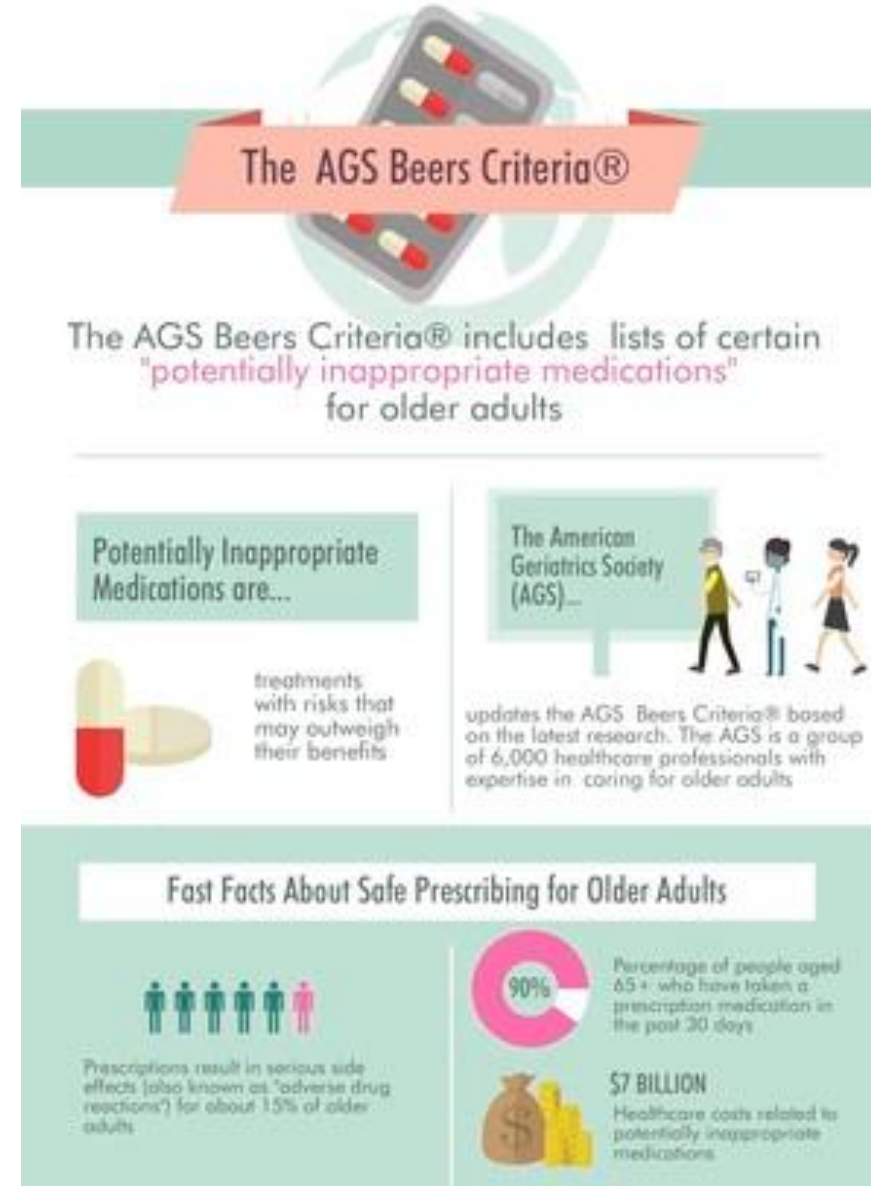 The AGS Beers Criteria®
The AGS Beers Criteria® includes lists of certain
"potentially inappropriate medications"
for older adults
Potentially Inappropriate
Medications are...
treatments
with risks that
may outweigh
their benefits
The American
Geriatrics Society
(AGS)...
updates the AGS Beers Criteria® based
on the latest research. The AGS is a group
of 6,000 healthcare professionals with
expertise in caring for older adults
Fast Facts About Safe Prescribing for Older Adults
Prescriptions result in serious side
effects (also known as "adverse drug
reactions") for about 15% of older
adults
90%
Percentage of people aged
65+ who have taken a
prescription medication in
the past 30 days
$
$7 BILLION
Healthcare costs related to
potentially inappropriate
medications